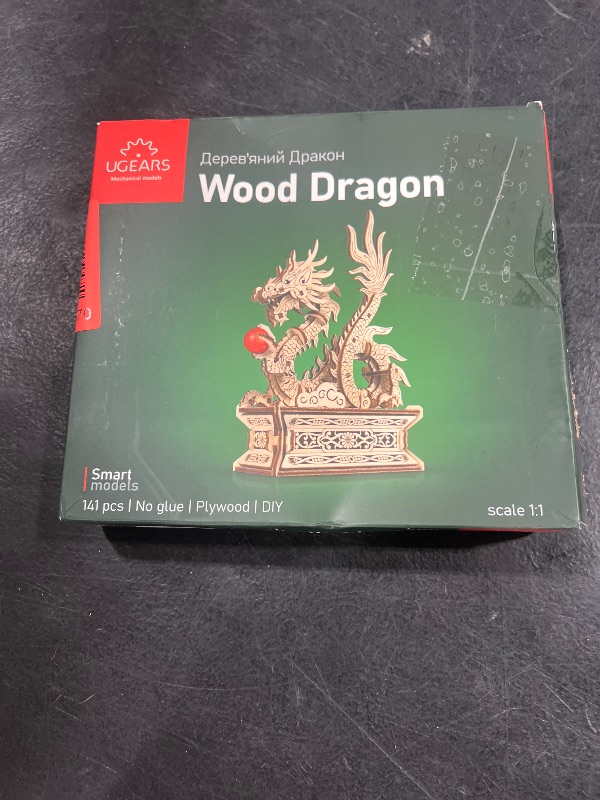 UGEARS
Mechanical models
Дерев'яний Дракон
Wood Dragon
Smart
models
141 pcs | No glue | Plywood | DIY
scale 1:1